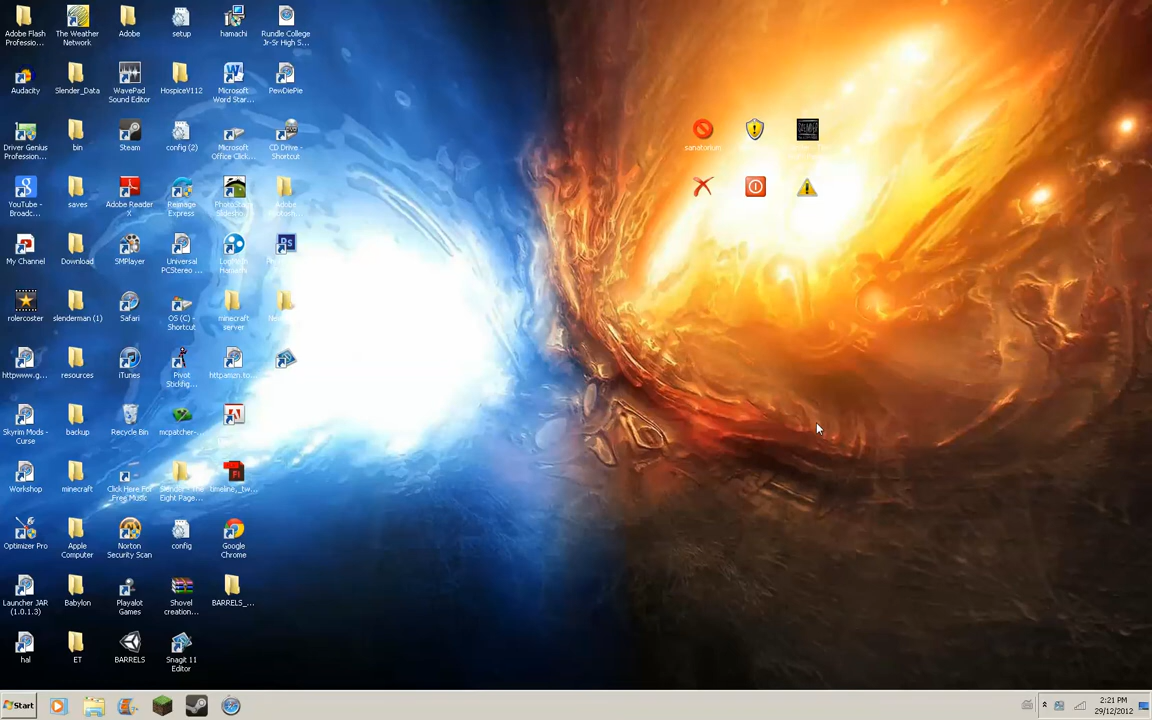 Adobe Flash
Professio...
The Weather
Network
Adobe
setup
hamachi
Rundle College
Jr-Sr High S...
Audacity
Slender_Data
WavePad
Sound Editor
HospiceV112
Microsoft
Word Star...
PewDiePie
Driver Genius
Profession...
bin
Steam
config (2)
Microsoft
Office Click...
CD Drive -
Shortcut
sanatorium
YouTube -
Broadc...
saves
Adobe Reader
X
Reimage
Express
Adobe
My Channel
Download
SMPlayer
Universal
PCStereo ...
LogMeIn
Hamachi
rolercoster
slenderman (1)
Safari
OS (C) -
Shortcut
minecraft
server
httpwww.g...
resources
iTunes
Pivot
Stickfig...
httpamzn.to...
Skyrim Mods -
Curse
backup
Recycle Bin
mcpatcher-...
Workshop
minecraft
Click Here For
Free Music
Slender - The
Eight Page...
timeline_tw...
Optimizer Pro
Apple
Computer
Norton
Security Scan
config
Google
Chrome
Launcher JAR
(1.0.1.3)
Babylon
Playalot
Games
Shovel
creation...
BARRELS_...
hal
ET
BARRELS
Snagit 11
Editor
Start
2:21 PM
29/12/2012